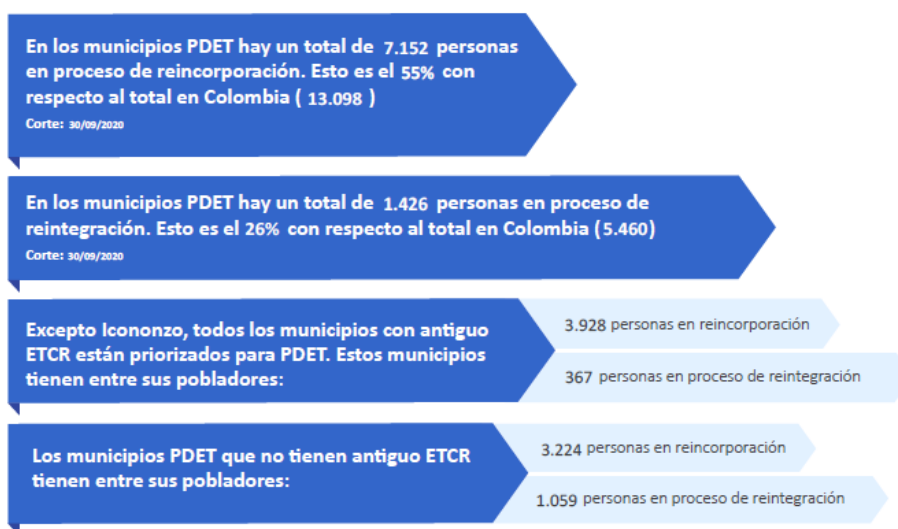 En los municipios PDET hay un total de 7.152 personas
en proceso de reincorporación. Esto es el 55% con
respecto al total en Colombia ( 13.098 )
Corte: 30/09/2020
En los municipios PDET hay un total de 1.426 personas en proceso de
reintegración. Esto es el 26% con respecto al total en Colombia (5.460)
Corte: 30/09/2020
Excepto Icononzo, todos los municipios con antiguo
ETCR están priorizados para PDET. Estos municipios
tienen entre sus pobladores:
3.928 personas en reincorporación
367 personas en proceso de reintegración
Los municipios PDET que no tienen antiguo ETCR
tienen entre sus pobladores:
3.224 personas en reincorporación
1.059 personas en proceso de reintegración